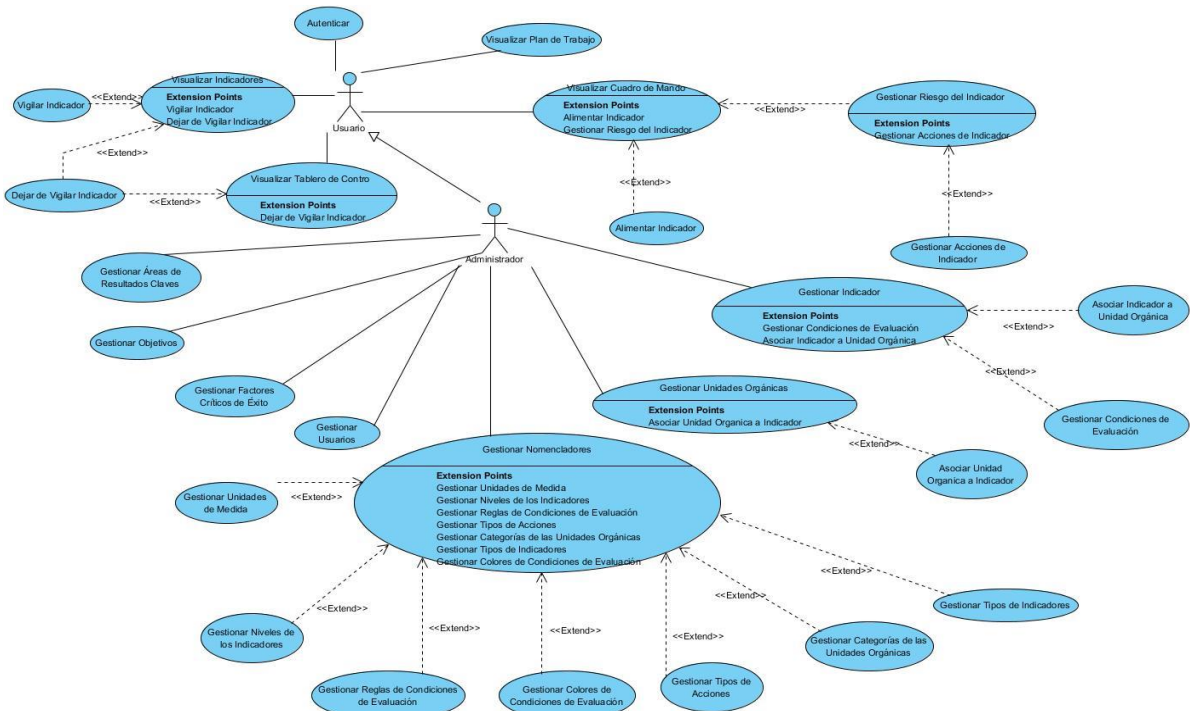 Autenticar
Visualizar Plan de Trabajo
Visualizar Indicadores
Extension Points
Vigilar Indicador
Dejar de Vigilar Indicador
Vigilar Indicador
<<Extend>>
<<Extend>>
Usuario
Visualizar Cuadro de Mando
Extension Points
Alimentar Indicador
Gestionar Riesgo del Indicador
<<Extend>>
Gestionar Riesgo del Indicador
Extension Points
Gestionar Acciones de Indicador
Dejar de Vigilar Indicador
<<Extend>>
Visualizar Tablero de Contro
Extension Points
Dejar de Vigilar Indicador
<<Extend>>
Alimentar Indicador
<<Extend>>
Gestionar Acciones de
Indicador
Administrador
Gestionar Áreas de
Resultados Claves
Gestionar Objetivos
Gestionar Factores
Críticos de Éxito
Gestionar
Usuarios
Gestionar Indicador
Extension Points
Gestionar Condiciones de Evaluación
Asociar Indicador a Unidad Orgánica
<<Extend>>
Asociar Indicador a
Unidad Orgánica
<<Extend>>
Gestionar Condiciones de
Evaluación
Gestionar Unidades Orgánicas
Extension Points
Asociar Unidad Organica a Indicador
<<Extend>>
Asociar Unidad
Organica a Indicador
Gestionar Nomencladores
Extension Points
Gestionar Unidades de Medida
Gestionar Niveles de los Indicadores
Gestionar Reglas de Condiciones de Evaluación
Gestionar Tipos de Acciones
Gestionar Categorías de las Unidades Orgánicas
Gestionar Tipos de Indicadores
Gestionar Colores de Condiciones de Evaluación
Gestionar Unidades
de Medida
<<Extend>>
<<Extend>>
Gestionar Niveles de
los Indicadores
<<Extend>>
Gestionar Reglas de Condiciones
de Evaluación
<<Extend>>
Gestionar Colores de
Condiciones de Evaluación
<<Extend>>
Gestionar Tipos de
Acciones
<<Extend>>
Gestionar Categorías de las
Unidades Orgánicas
<<Extend>>
Gestionar Tipos de Indicadores